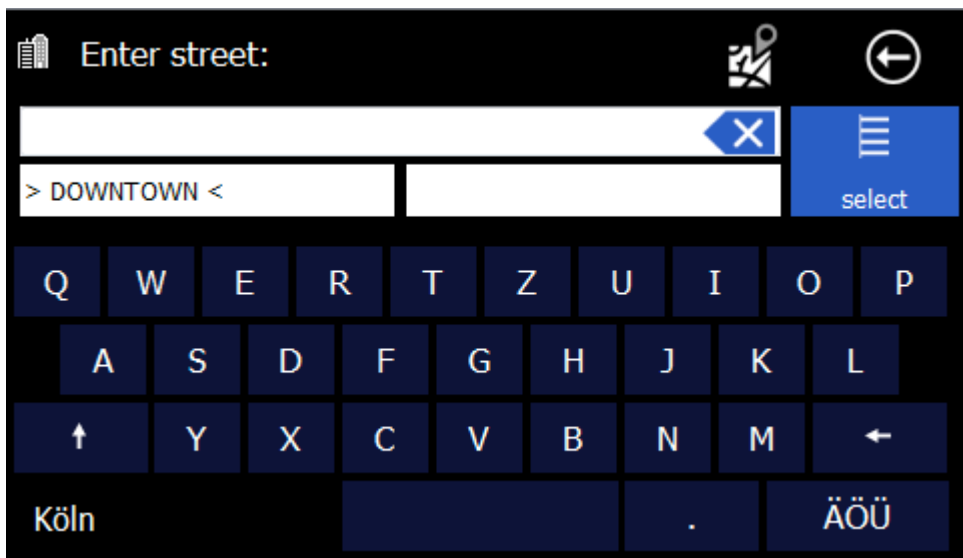 Enter street:
> DOWNTOWN <
select
Q W E R T Z U I O P
A S D F G H J K L
Y X C V B N M
Köln . ÄÖÜ